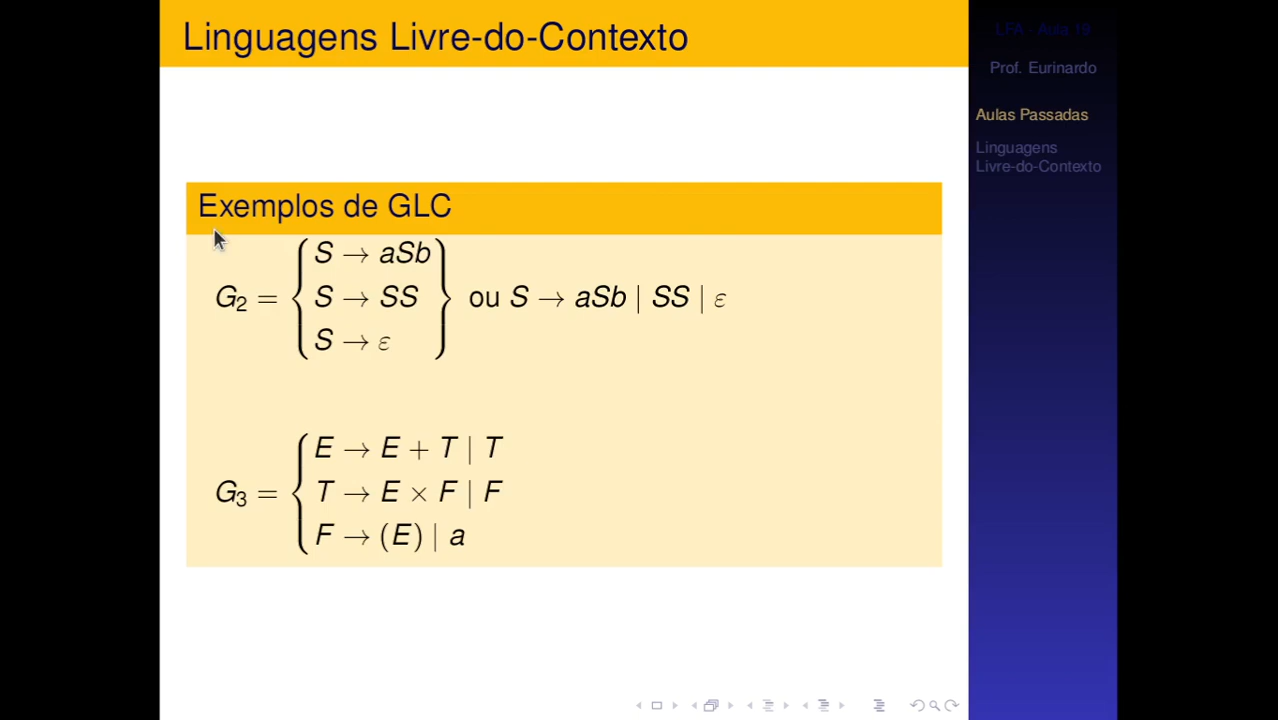 Linguagens Livre-do-Contexto
LFA - Aula 19
Prof. Eurinardo
Aulas Passadas
Linguagens
Livre-do-Contexto
Exemplos de GLC
S → aSb
G₂ = S → SS ou S → aSb | SS | ε
S → ε
E → E + T | T
G₃ = T → E × F | F
F → (E) | a